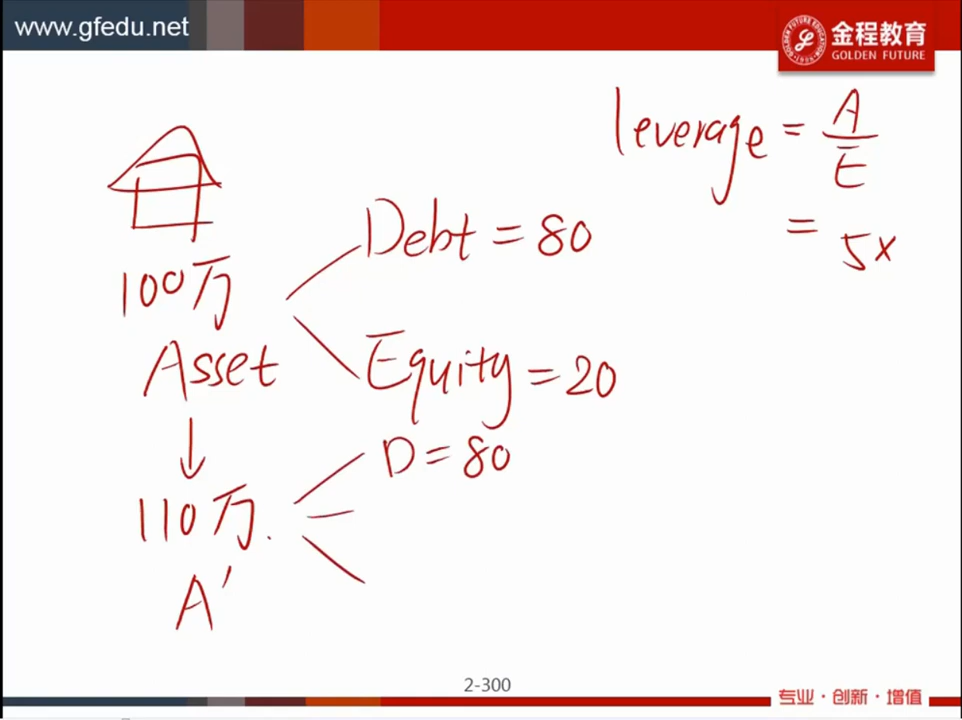 www.gfedu.net
金程教育
GOLDEN FUTURE
leverage = A / E
= 5x
100万
Asset
Debt = 80
Equity = 20
110万.
A'
D = 80
2-300
专业·创新·增值